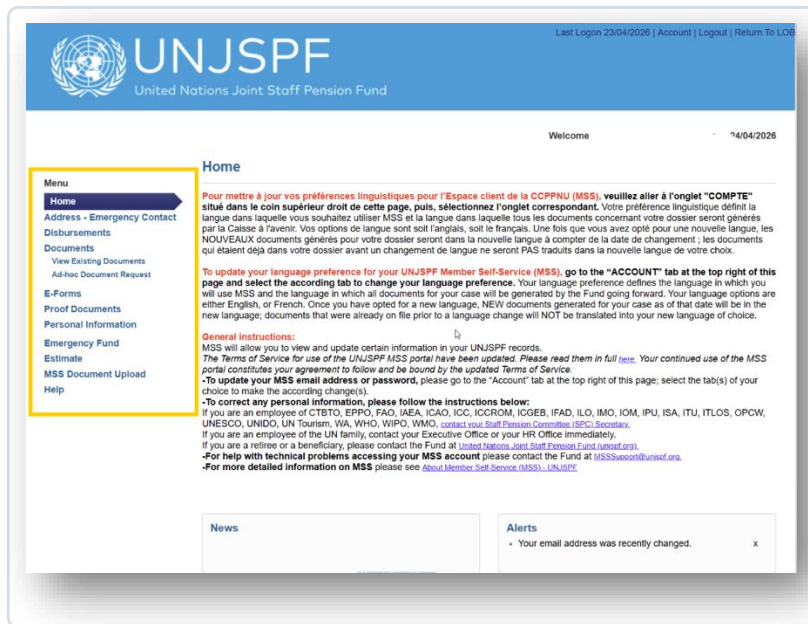 Last Logon 23/04/2026 | Account | Logout | Return To LOB
UNJSPF
United Nations Joint Staff Pension Fund
Welcome
24/04/2026
Menu
Home
Address - Emergency Contact
Disbursements
Documents
View Existing Documents
Ad-hoc Document Request
E-Forms
Proof Documents
Personal Information
Emergency Fund
Estimate
MSS Document Upload
Help
Home
Pour mettre à jour vos préférences linguistiques pour l'Espace client de la CCPPNU (MSS), veuillez aller à l'onglet "COMPTE"
situé dans le coin supérieur droit de cette page, puis, sélectionnez l'onglet correspondant. Votre préférence linguistique définit la
langue dans laquelle vous souhaitez utiliser MSS et la langue dans laquelle tous les documents concernant votre dossier seront générés
par la Caisse à l'avenir. Vos options de langue sont soit l'anglais, soit le français. Une fois que vous avez opté pour une nouvelle langue, les
NOUVEAUX documents générés pour votre dossier seront dans la nouvelle langue à compter de la date de changement ; les documents
qui étaient déjà dans votre dossier avant un changement de langue ne seront PAS traduits dans la nouvelle langue de votre choix.
To update your language preference for your UNJSPF Member Self-Service (MSS), go to the “ACCOUNT” tab at the top right of this
page and select the according tab to change your language preference. Your language preference defines the language in which you
will use MSS and the language in which all documents for your case will be generated by the Fund going forward. Your language options are
either English, or French. Once you have opted for a new language, NEW documents generated for your case as of that date will be in the
new language; documents that were already on file prior to a language change will NOT be translated into your new language of choice.
General instructions:
MSS will allow you to view and update certain information in your UNJSPF records.
The Terms of Service for use of the UNJSPF MSS portal have been updated. Please read them in full here. Your continued use of the MSS
portal constitutes your agreement to follow and be bound by the updated Terms of Service.
-To update your MSS email address or password, please go to the "Account" tab at the top right of this page; select the tab(s) of your
choice to make the according change(s).
-To correct any personal information, please follow the instructions below:
If you are an employee of CTBTO, EPPO, FAO, IAEA, ICAO, ICC, ICCROM, ICGEB, IFAD, ILO, IMO, IOM, IPU, ISA, ITU, ITLOS, OPCW,
UNESCO, UNIDO, UN Tourism, WA, WHO, WIPO, WMO, contact your Staff Pension Committee (SPC) Secretary.
If you are an employee of the UN family, contact your Executive Office or your HR Office immediately.
If you are a retiree or a beneficiary, please contact the Fund at United Nations Joint Staff Pension Fund (unjspf.org).
-For help with technical problems accessing your MSS account please contact the Fund at MSSSupport@unjspf.org.
-For more detailed information on MSS please see About Member Self-Service (MSS) - UNJSPF
News
Alerts
• Your email address was recently changed. x